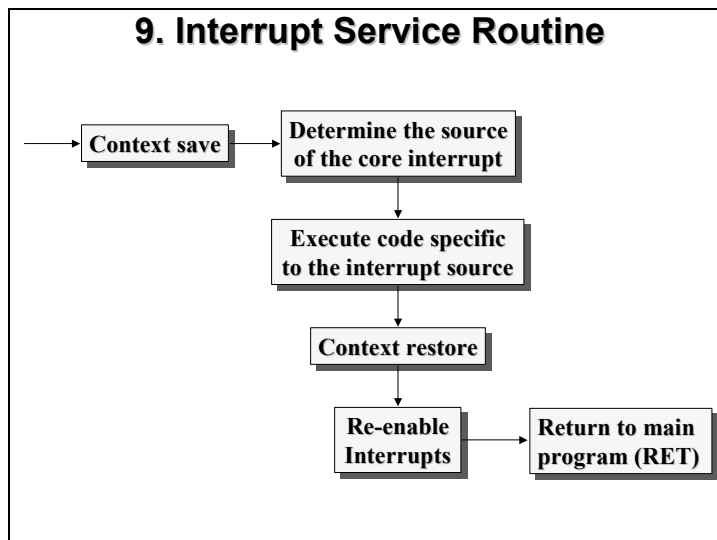 9. Interrupt Service Routine
Context save
Determine the source
of the core interrupt
Execute code specific
to the interrupt source
Context restore
Re-enable
Interrupts
Return to main
program (RET)